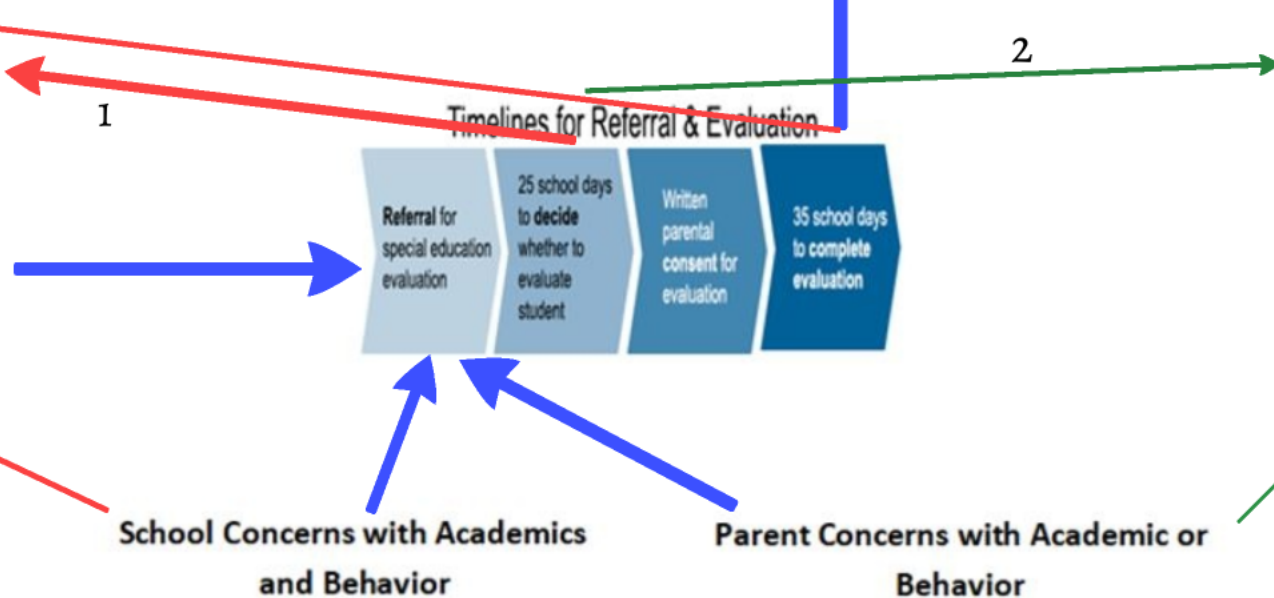 2
1
Timelines for Referral & Evaluation
Referral for
special education
evaluation
25 school days
to decide
whether to
evaluate
student
Written
parental
consent for
evaluation
35 school days
to complete
evaluation
School Concerns with Academics
and Behavior
Parent Concerns with Academic or
Behavior